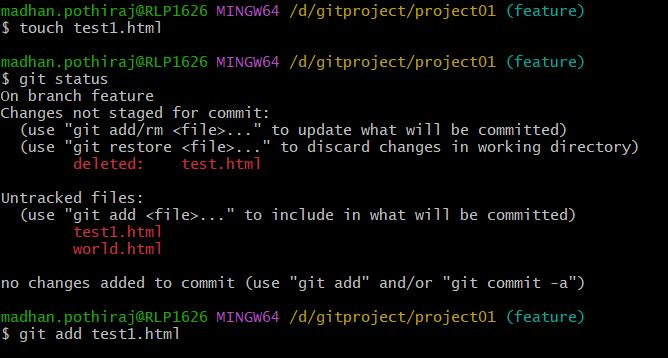 madhan.pothiraj@RLP1626 MINGW64 /d/gitproject/project01 (feature)
$ touch test1.html
madhan.pothiraj@RLP1626 MINGW64 /d/gitproject/project01 (feature)
$ git status
On branch feature
Changes not staged for commit:
  (use "git add/rm <file>..." to update what will be committed)
  (use "git restore <file>..." to discard changes in working directory)
        deleted:    test.html
Untracked files:
  (use "git add <file>..." to include in what will be committed)
        test1.html
        world.html
no changes added to commit (use "git add" and/or "git commit -a")
madhan.pothiraj@RLP1626 MINGW64 /d/gitproject/project01 (feature)
$ git add test1.html